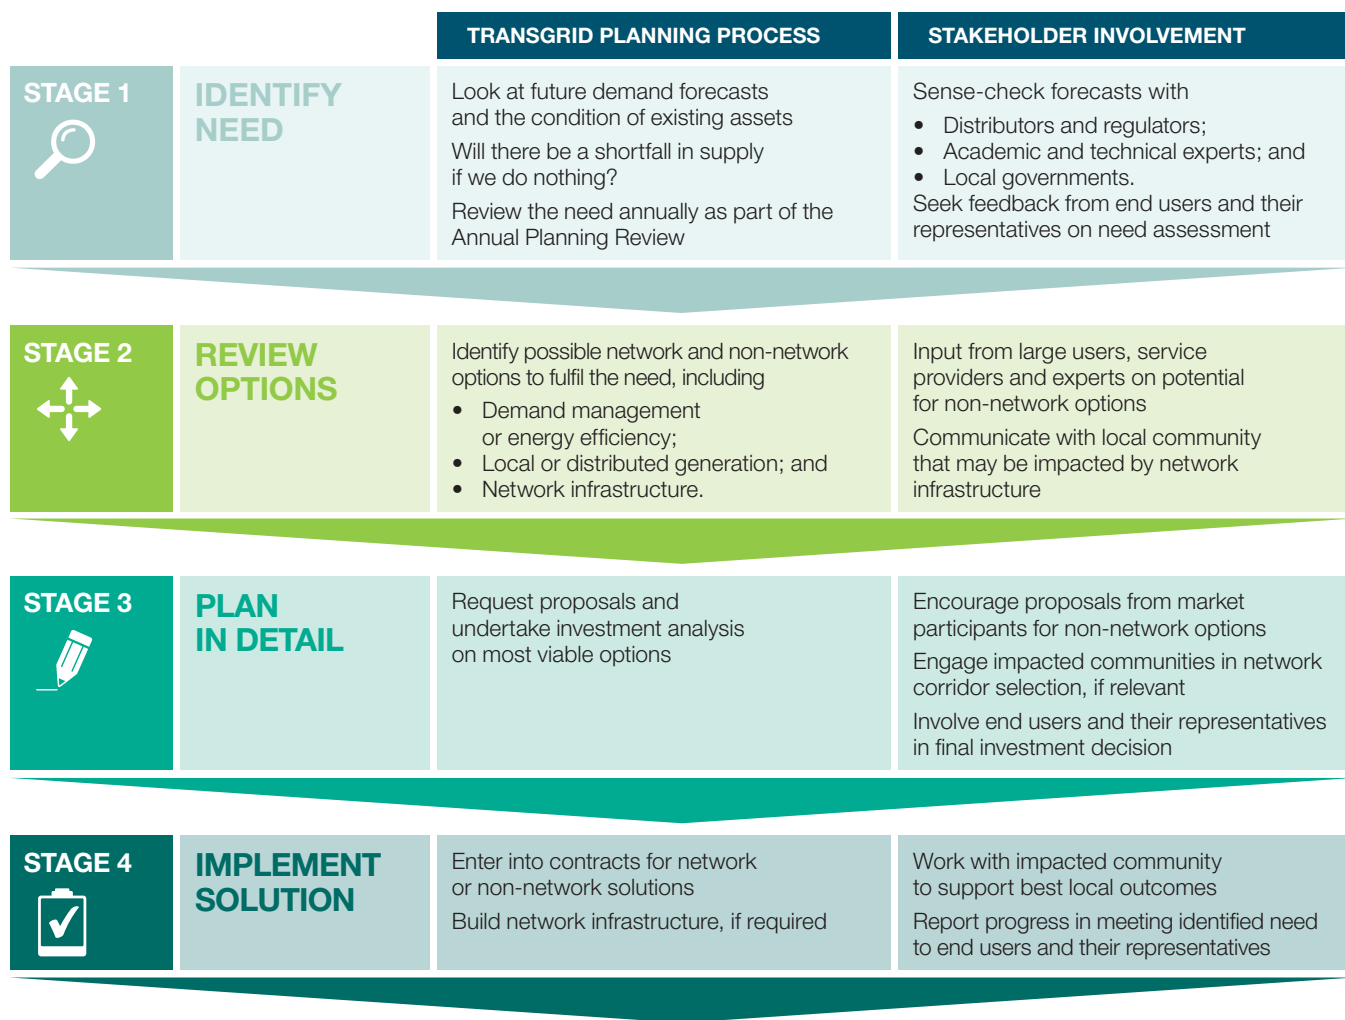 TRANSGRID PLANNING PROCESS
STAKEHOLDER INVOLVEMENT
STAGE 1
IDENTIFY
NEED
Look at future demand forecasts
and the condition of existing assets
Will there be a shortfall in supply
if we do nothing?
Review the need annually as part of the
Annual Planning Review
Sense-check forecasts with
• Distributors and regulators;
• Academic and technical experts; and
• Local governments.
Seek feedback from end users and their
representatives on need assessment
STAGE 2
REVIEW
OPTIONS
Identify possible network and non-network
options to fulfil the need, including
• Demand management
or energy efficiency;
• Local or distributed generation; and
• Network infrastructure.
Input from large users, service
providers and experts on potential
for non-network options
Communicate with local community
that may be impacted by network
infrastructure
STAGE 3
PLAN
IN DETAIL
Request proposals and
undertake investment analysis
on most viable options
Encourage proposals from market
participants for non-network options
Engage impacted communities in network
corridor selection, if relevant
Involve end users and their representatives
in final investment decision
STAGE 4
IMPLEMENT
SOLUTION
Enter into contracts for network
or non-network solutions
Build network infrastructure, if required
Work with impacted community
to support best local outcomes
Report progress in meeting identified need
to end users and their representatives